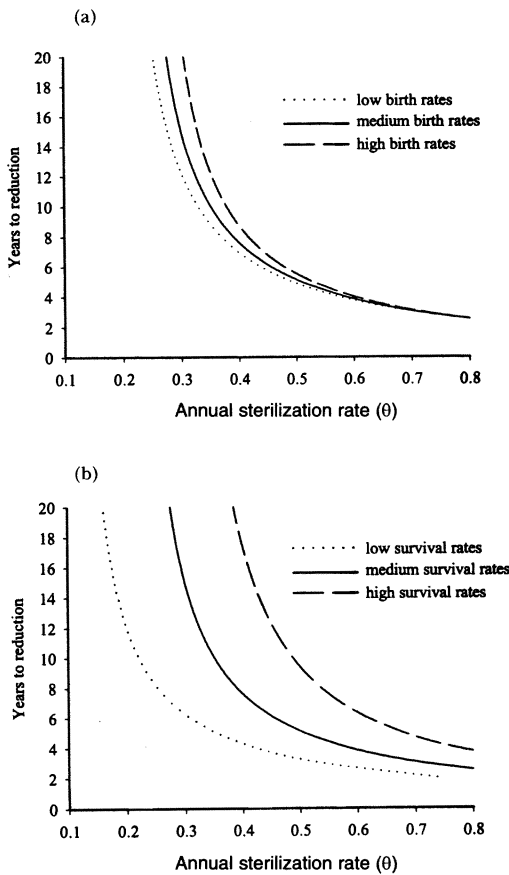 (a)
20
18
16
14
12
10
8
6
4
2
0
Years to reduction
low birth rates
medium birth rates
high birth rates
0.1 0.2 0.3 0.4 0.5 0.6 0.7 0.8
Annual sterilization rate (θ)
(b)
20
18
16
14
12
10
8
6
4
2
0
Years to reduction
low survival rates
medium survival rates
high survival rates
0.1 0.2 0.3 0.4 0.5 0.6 0.7 0.8
Annual sterilization rate (θ)